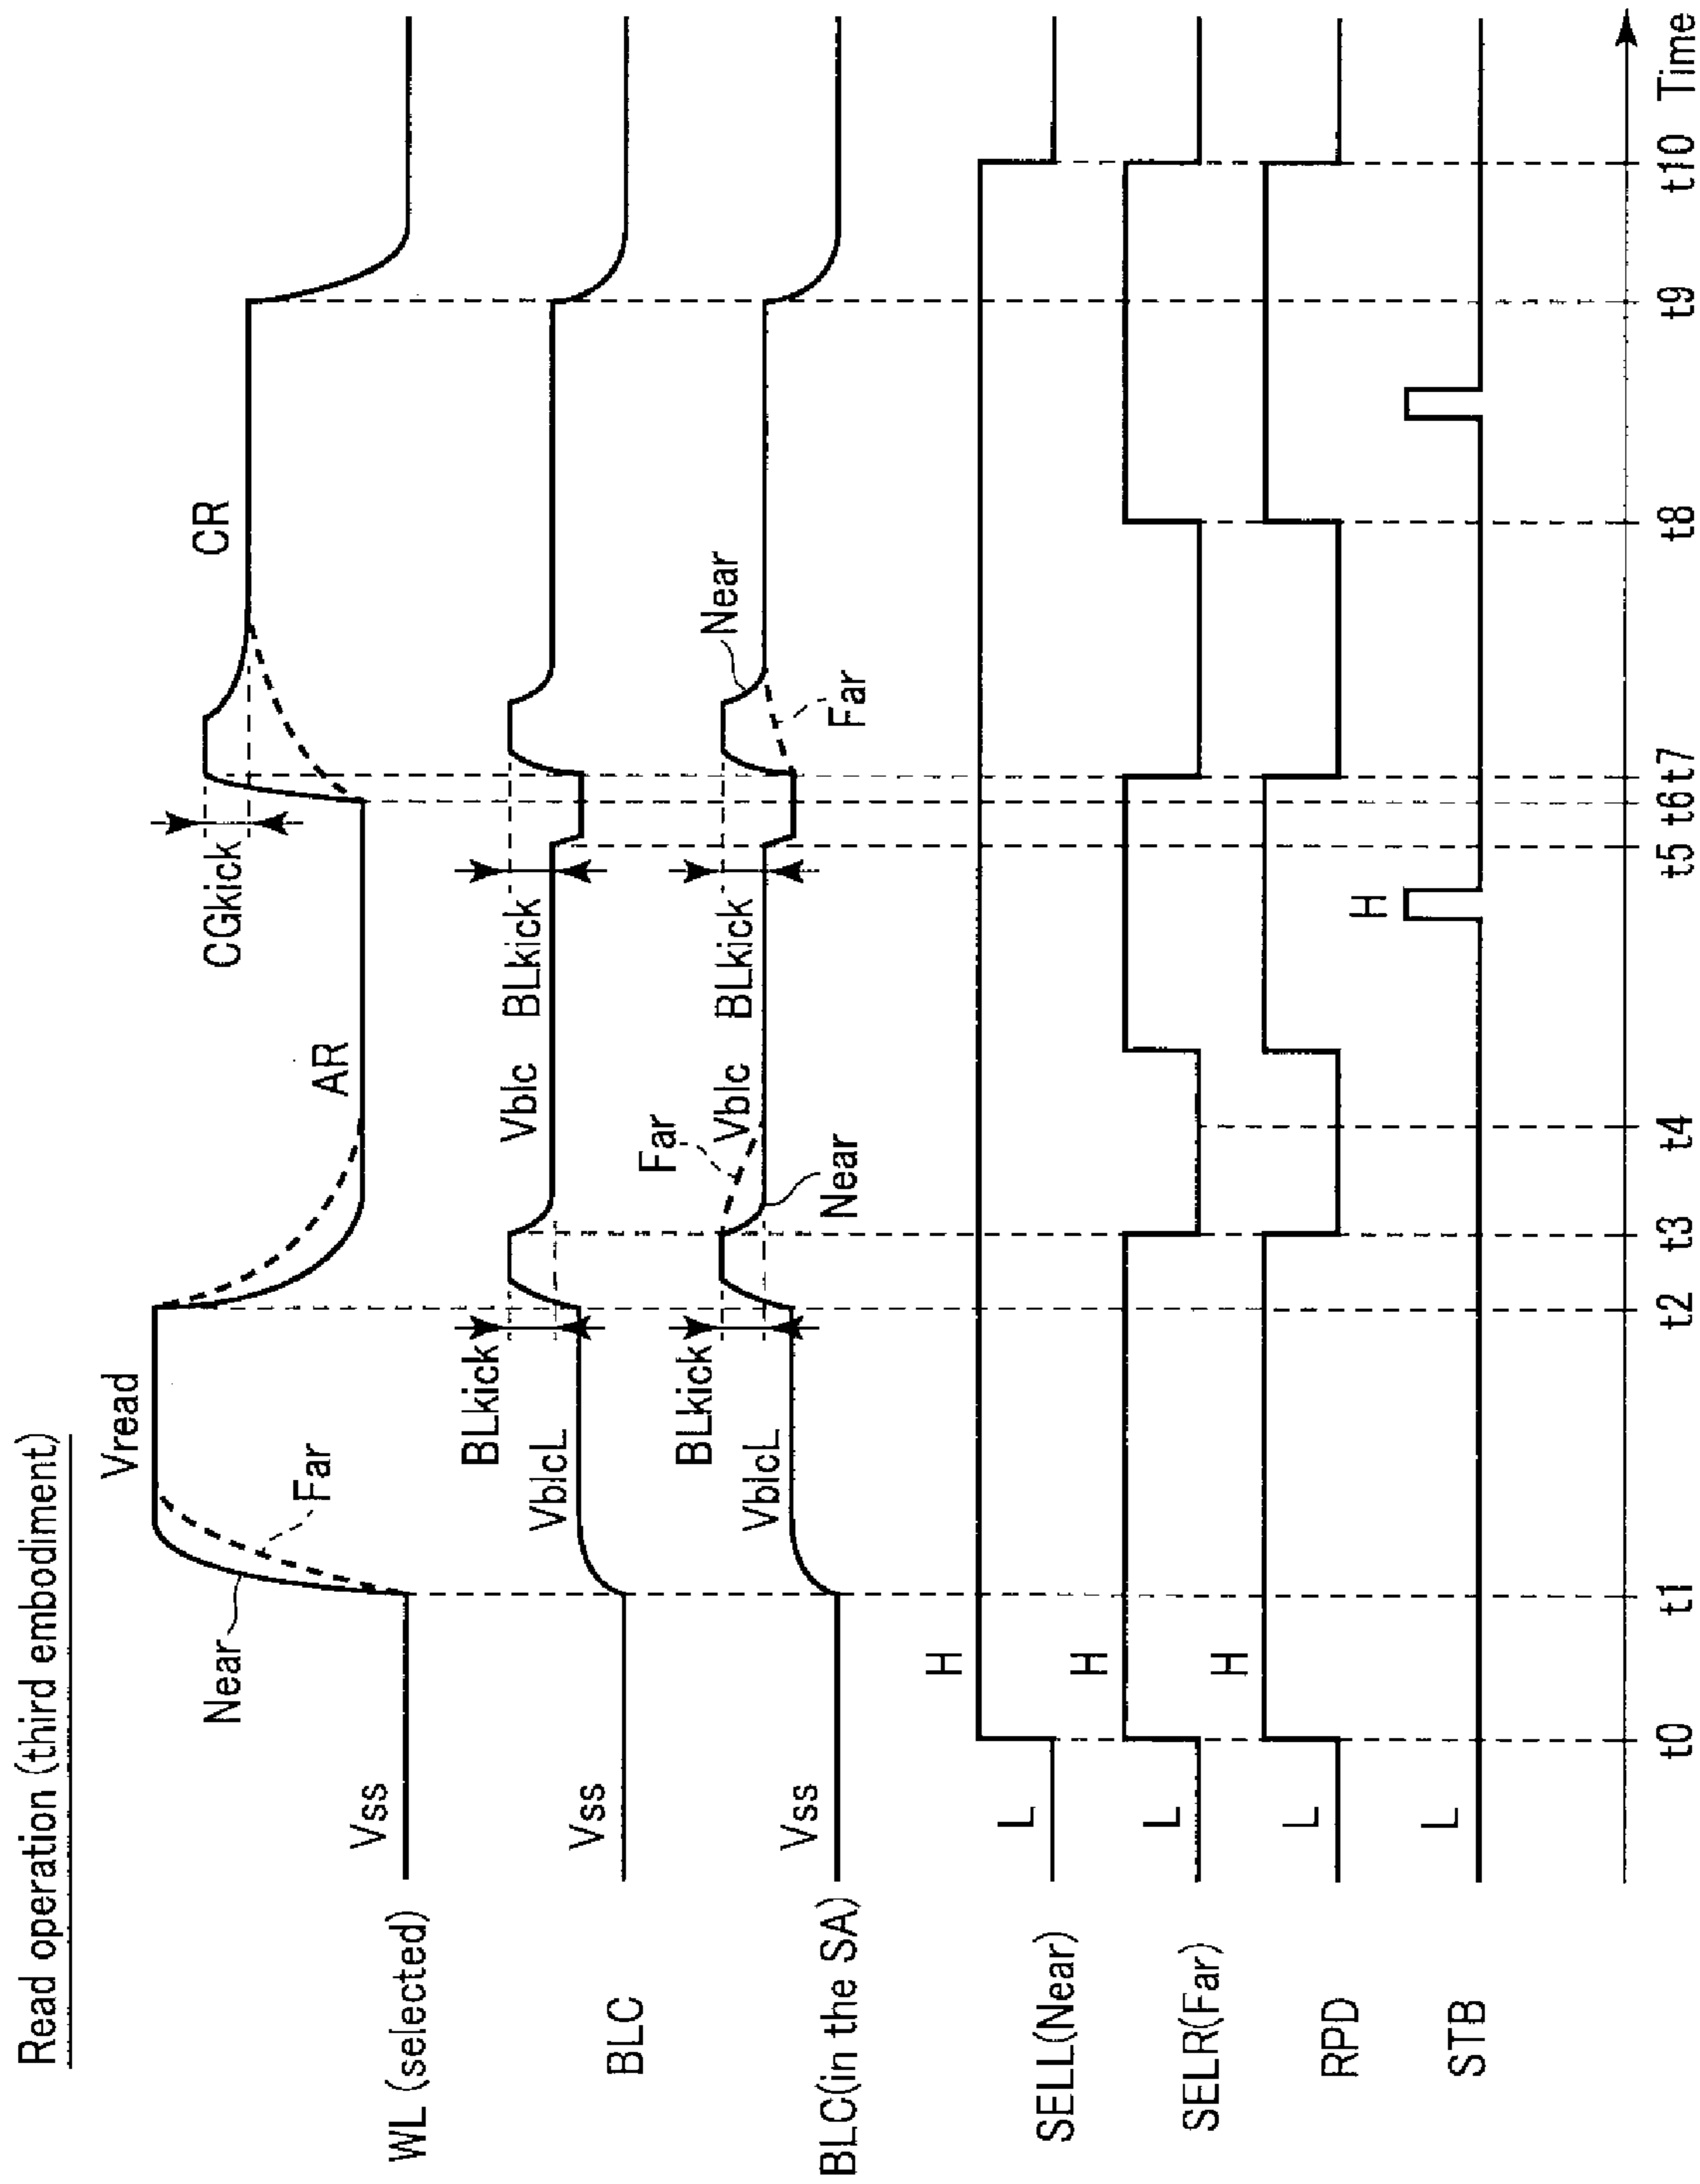 Read operation (third embodiment)
WL (selected)
Vss
Near
Far
Vread
AR
CGkick
CR
BLC
Vss
VblcL
BLkick
Vblc
BLkick
BLC(in the SA)
Vss
VblcL
BLkick
Near
Far
Vblc
BLkick
Far
Near
SELL(Near)
L
H
SELR(Far)
L
H
RPD
L
H
STB
L
H
t0 t1 t2 t3 t4 t5 t6 t7 t8 t9 t10 Time